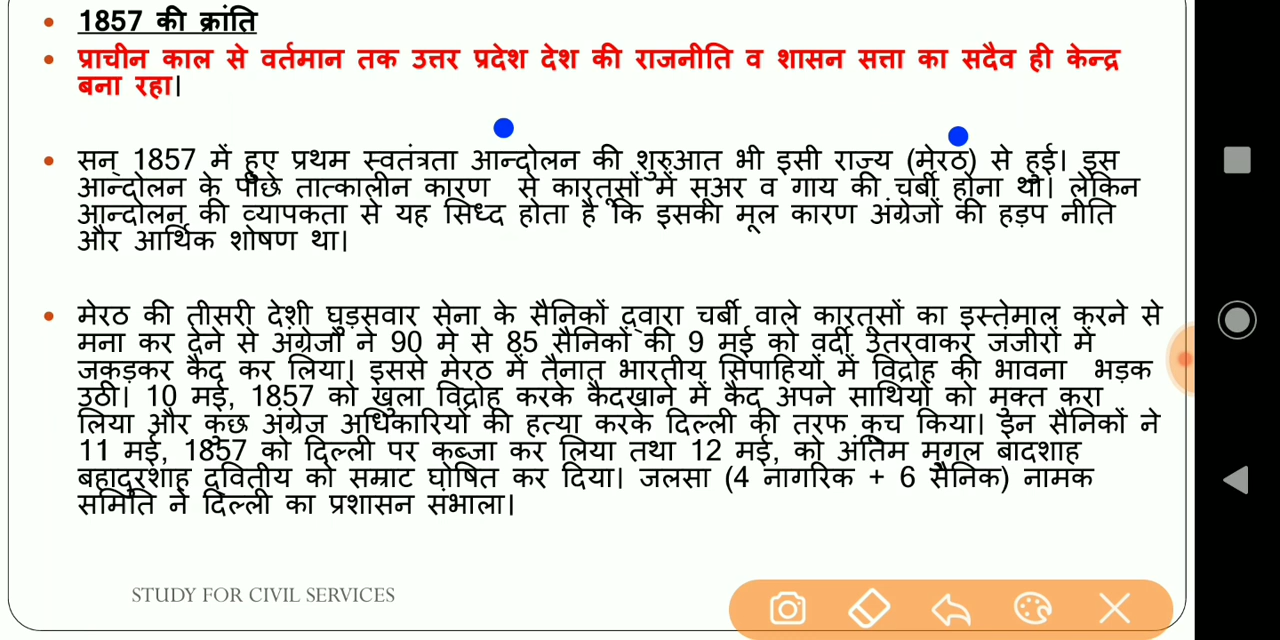 1857 की क्रांति
प्राचीन काल से वर्तमान तक उत्तर प्रदेश देश की राजनीति व शासन सत्ता का सदैव ही केन्द्र
बना रहा।
सन् 1857 में हुए प्रथम स्वतंत्रता आन्दोलन की शुरुआत भी इसी राज्य (मेरठ) से हुई। इस
आन्दोलन के पीछे तात्कालीन कारण से कारतूसों में सूअर व गाय की चर्बी होना था। लेकिन
आन्दोलन की व्यापकता से यह सिध्द होता है कि इसका मूल कारण अंग्रेजों की हड़प नीति
और आर्थिक शोषण था।
मेरठ की तीसरी देशी घुड़सवार सेना के सैनिकों द्वारा चर्बी वाले कारतूसों का इस्तेमाल करने से
मना कर देने से अंग्रेजों ने 90 मे से 85 सैनिकों की 9 मई को वर्दी उतरवाकर जंजीरों में
जकड़कर कैद कर लिया। इससे मेरठ में तैनात भारतीय सिपाहियों में विद्रोह की भावना भड़क
उठी। 10 मई, 1857 को खुला विद्रोह करके कैदखाने में कैद अपने साथियों को मुक्त करा
लिया और कुछ अंग्रेज अधिकारियों की हत्या करके दिल्ली की तरफ कूच किया। इन सैनिकों ने
11 मई, 1857 को दिल्ली पर कब्जा कर लिया तथा 12 मई, को अंतिम मुगल बादशाह
बहादुरशाह द्वितीय को सम्राट घोषित कर दिया। जलसा (4 नागरिक + 6 सैनिक) नामक
समिति ने दिल्ली का प्रशासन संभाला।
STUDY FOR CIVIL SERVICES